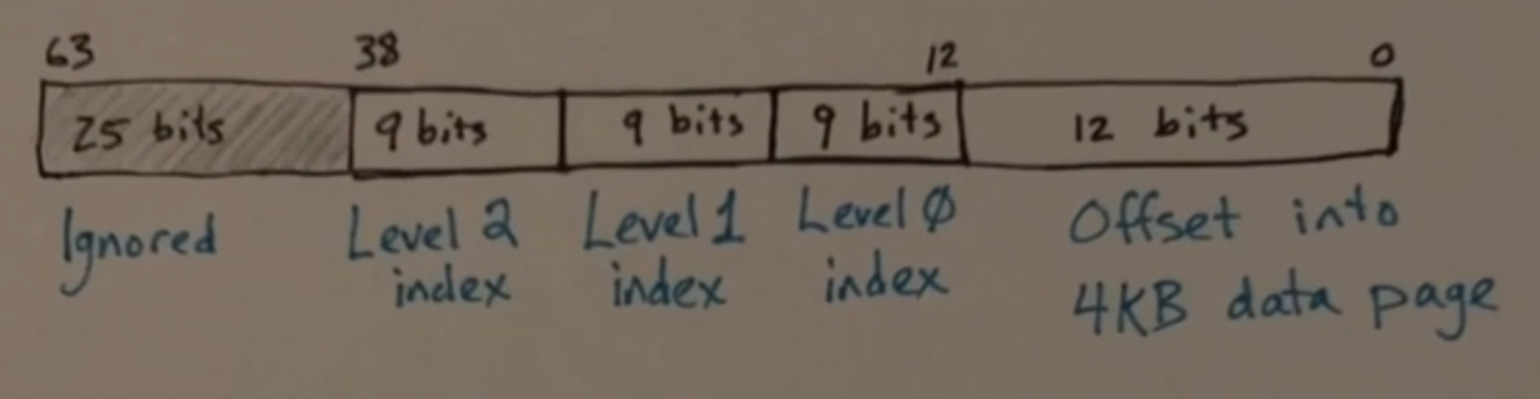 63 38 12 0
25 bits 9 bits 9 bits 9 bits 12 bits
Ignored Level 2 Level 1 Level 0 Offset into
index index index 4KB data page